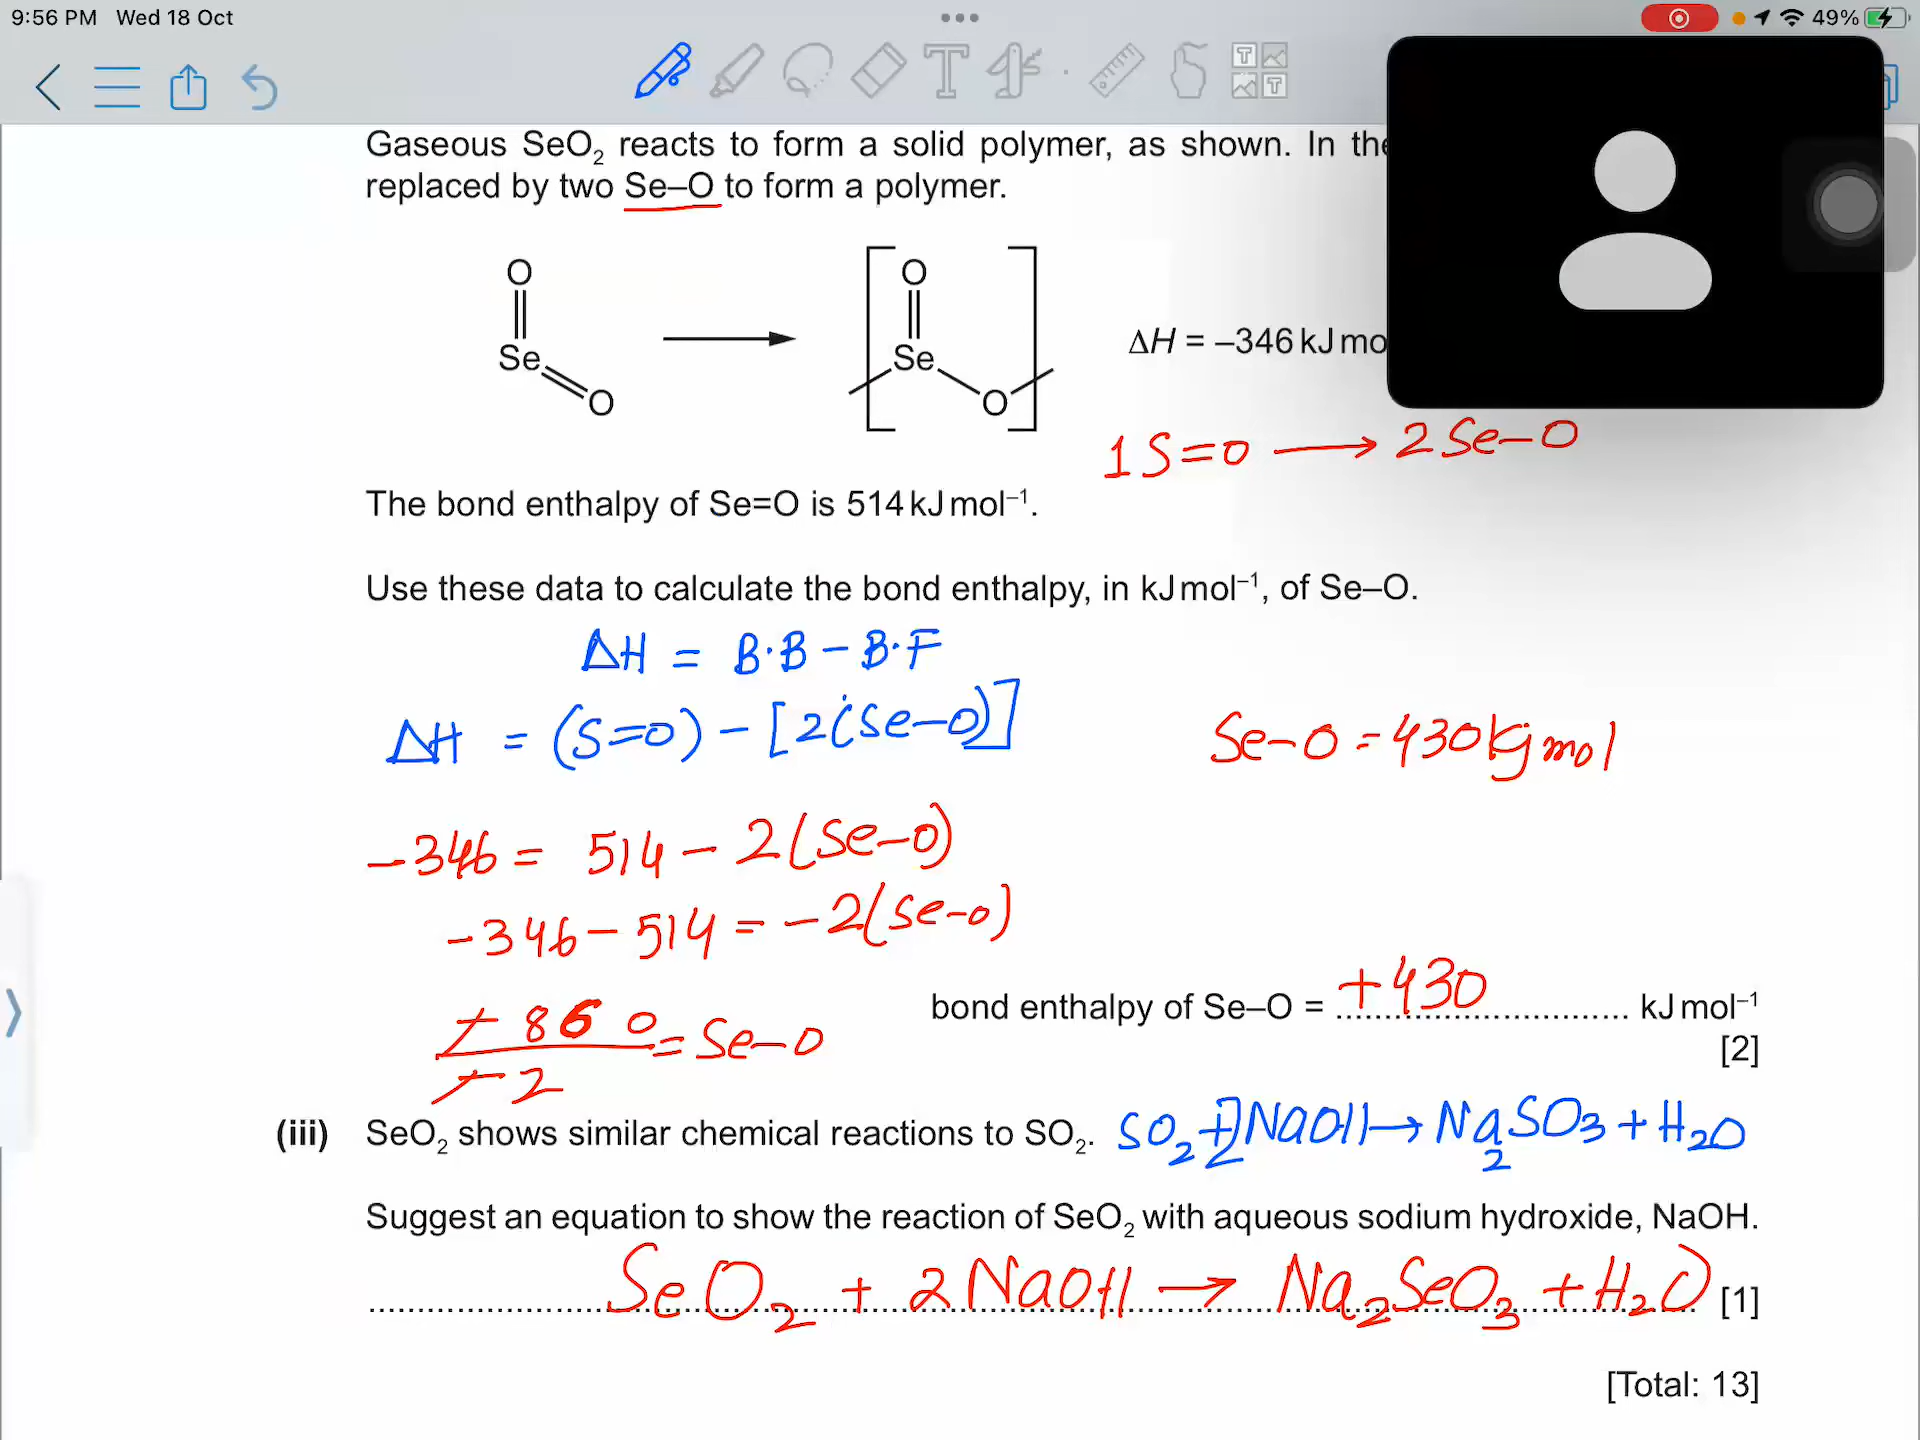 9:56 PM Wed 18 Oct
49%
Gaseous SeO₂ reacts to form a solid polymer, as shown. In the
replaced by two Se–O to form a polymer.
O
Se
O
O
Se
O
ΔH = –346 kJ mo
1 S=O → 2 Se–O
The bond enthalpy of Se=O is 514 kJ mol⁻¹.
Use these data to calculate the bond enthalpy, in kJ mol⁻¹, of Se–O.
ΔH = B·B – B·F
ΔH = (S=O) – [2(Se–O)]
Se–O = 430 kj mol
–346 = 514 – 2(Se–O)
–346 – 514 = –2(Se–O)
bond enthalpy of Se–O = +430 kJ mol⁻¹
[2]
–860 = Se–O
–2
(iii) SeO₂ shows similar chemical reactions to SO₂. SO₂ + 2NaOH → Na₂SO₃ + H₂O
Suggest an equation to show the reaction of SeO₂ with aqueous sodium hydroxide, NaOH.
SeO₂ + 2NaOH → Na₂SeO₃ + H₂O [1]
[Total: 13]